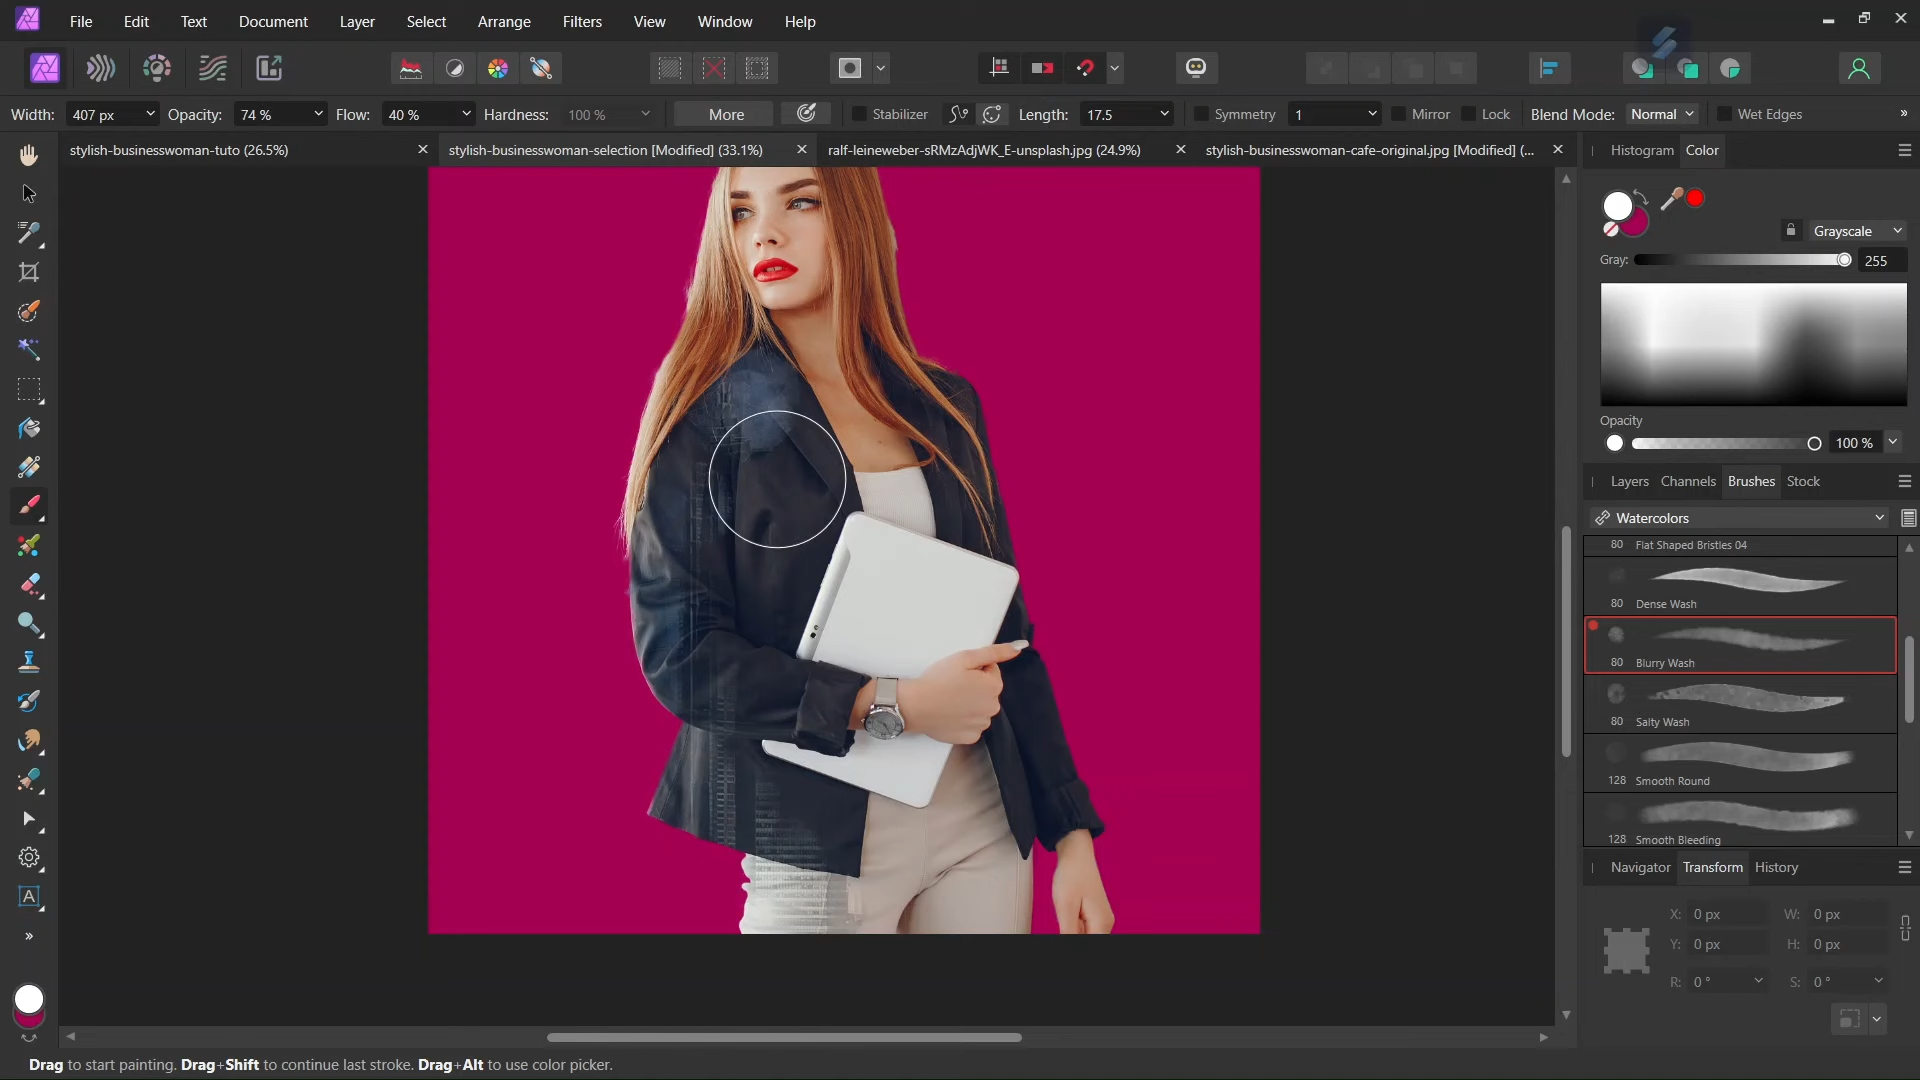 File Edit Text Document Layer Select Arrange Filters View Window Help
Width: 407 px Opacity: 74 % Flow: 40 % Hardness: 100 % More Stabilizer Length: 17.5 Symmetry 1 Mirror Lock Blend Mode: Normal Wet Edges »
stylish-businesswoman-tuto (26.5%) stylish-businesswoman-selection [Modified] (33.1%) ralf-leineweber-sRMzAdjWK_E-unsplash.jpg (24.9%) stylish-businesswoman-cafe-original.jpg [Modified] (...
Histogram Color
Grayscale
Gray: 255
Opacity
100 %
Layers Channels Brushes Stock
Watercolors
80 Flat Shaped Bristles 04
80 Dense Wash
80 Blurry Wash
80 Salty Wash
128 Smooth Round
128 Smooth Bleeding
Navigator Transform History
X: 0 px W: 0 px
Y: 0 px H: 0 px
R: 0 ° S: 0 °
A
»
Drag to start painting. Drag+Shift to continue last stroke. Drag+Alt to use color picker.